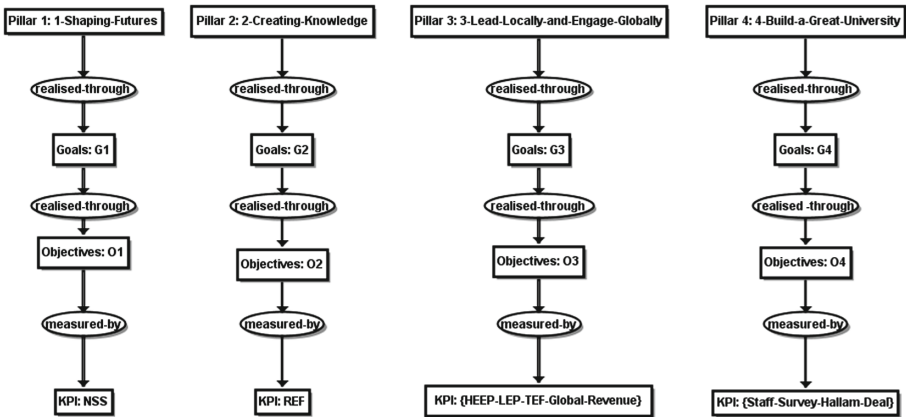 Pillar 1: 1-Shaping-Futures
realised-through
Goals: G1
realised-through
Objectives: O1
measured-by
KPI: NSS
Pillar 2: 2-Creating-Knowledge
realised-through
Goals: G2
realised-through
Objectives: O2
measured-by
KPI: REF
Pillar 3: 3-Lead-Locally-and-Engage-Globally
realised-through
Goals: G3
realised-through
Objectives: O3
measured-by
KPI: {HEEP-LEP-TEF-Global-Revenue}
Pillar 4: 4-Build-a-Great-University
realised-through
Goals: G4
realised -through
Objectives: O4
measured-by
KPI: {Staff-Survey-Hallam-Deal}